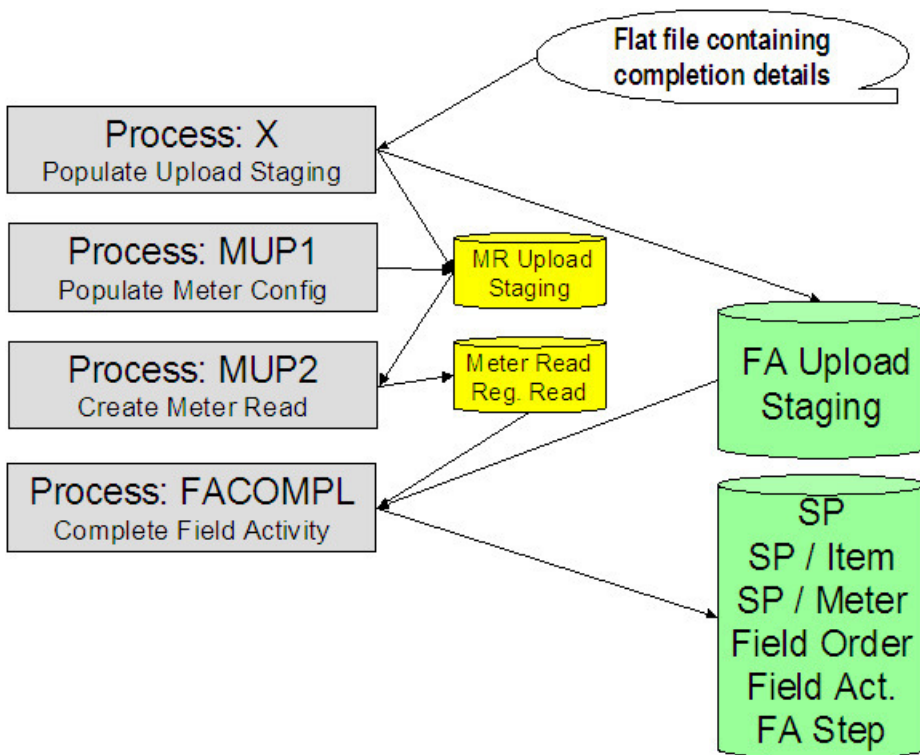 Flat file containing
completion details
Process: X
Populate Upload Staging
Process: MUP1
Populate Meter Config
MR Upload
Staging
Process: MUP2
Create Meter Read
Meter Read
Reg. Read
FA Upload
Staging
Process: FACOMPL
Complete Field Activity
SP
SP / Item
SP / Meter
Field Order
Field Act.
FA Step